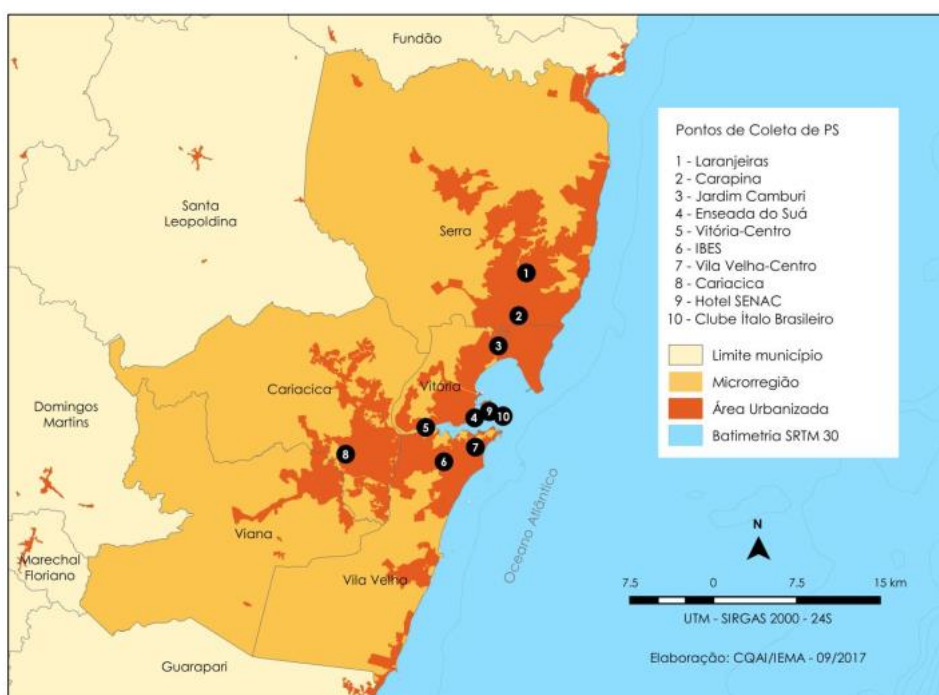 Fundão
Santa
Leopoldina
Serra
Cariacica
Vitória
Domingos
Martins
Viana
Marechal
Floriano
Vila Velha
Guarapari
Oceano Atlântico
1
2
3
4
9
10
5
7
6
8
Pontos de Coleta de PS
1 - Laranjeiras
2 - Carapina
3 - Jardim Camburi
4 - Enseada do Suá
5 - Vitória-Centro
6 - IBES
7 - Vila Velha-Centro
8 - Cariacica
9 - Hotel SENAC
10 - Clube Ítalo Brasileiro
Limite município
Microrregião
Área Urbanizada
Batimetria SRTM 30
N
7.5 0 7.5 15 km
UTM - SIRGAS 2000 - 24S
Elaboração: CQAI/IEMA - 09/2017